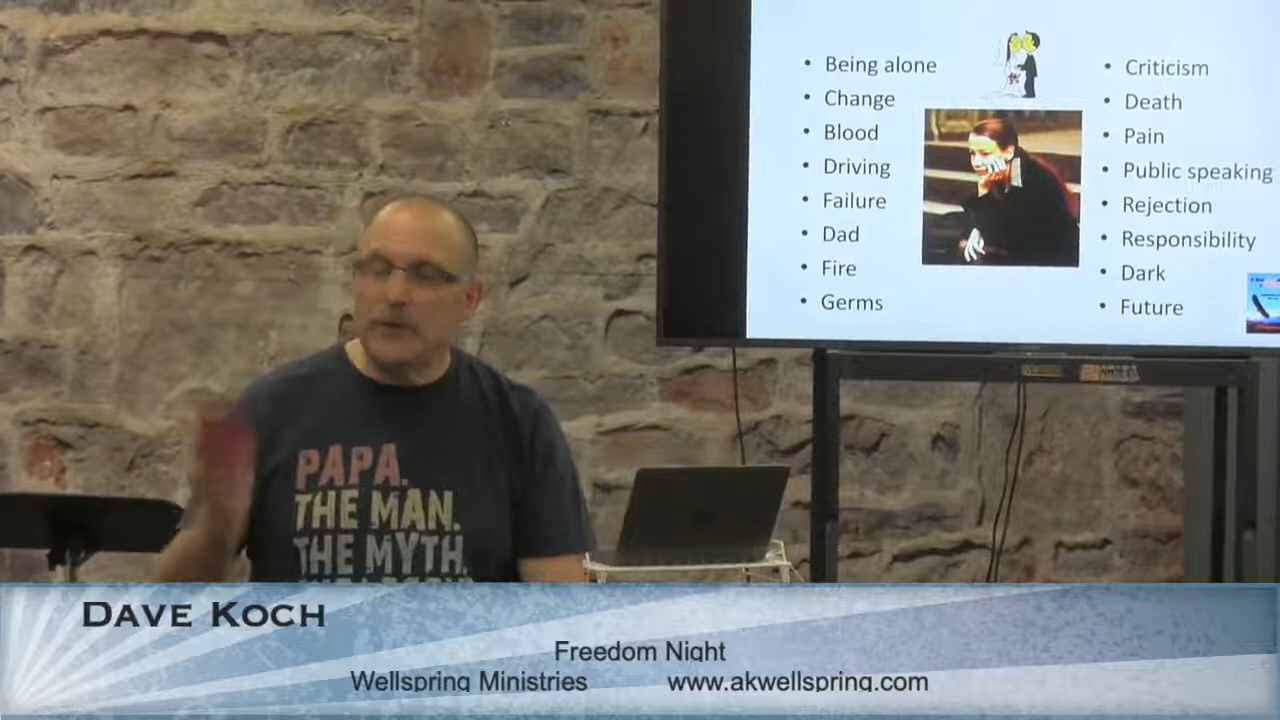 • Being alone
• Change
• Blood
• Driving
• Failure
• Dad
• Fire
• Germs
• Criticism
• Death
• Pain
• Public speaking
• Rejection
• Responsibility
• Dark
• Future
PAPA.
THE MAN.
THE MYTH.
DAVE KOCH
Freedom Night
Wellspring Ministries www.akwellspring.com